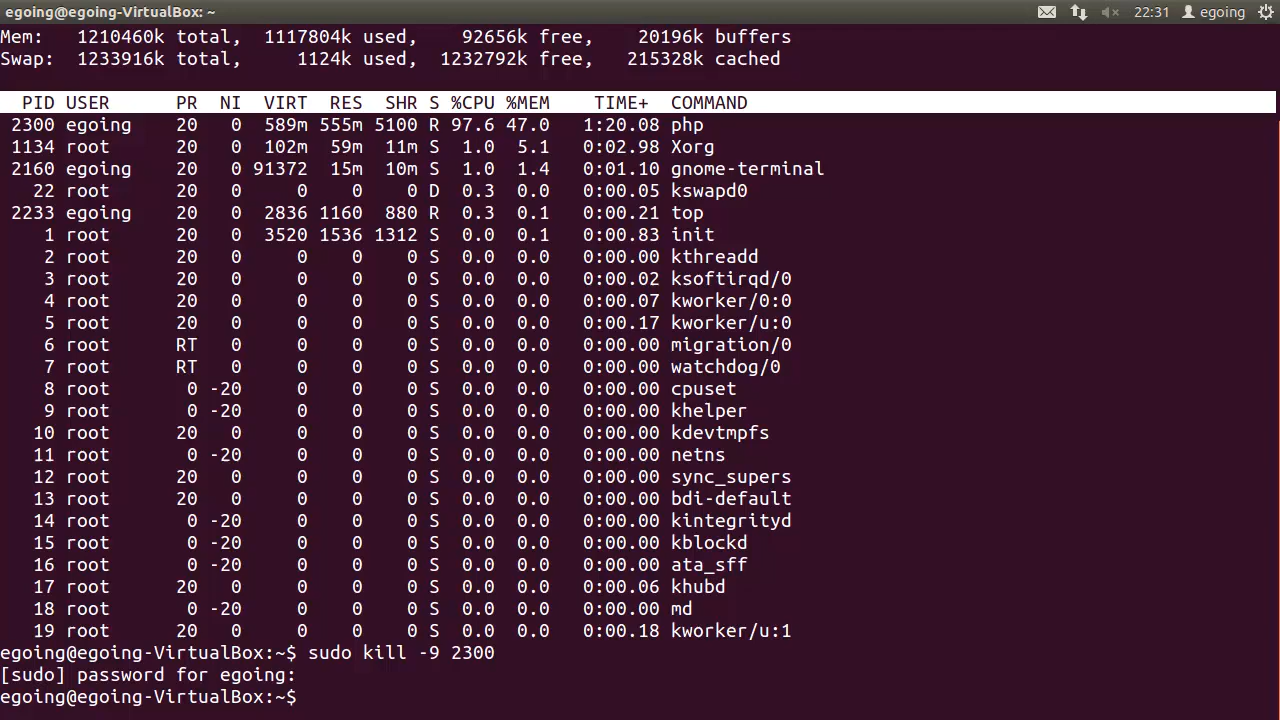 egoing@egoing-VirtualBox: ~ 22:31 egoing
Mem: 1210460k total, 1117804k used, 92656k free, 20196k buffers
Swap: 1233916k total, 1124k used, 1232792k free, 215328k cached
PID USER PR NI VIRT RES SHR S %CPU %MEM TIME+ COMMAND
2300 egoing 20 0 589m 555m 5100 R 97.6 47.0 1:20.08 php
1134 root 20 0 102m 59m 11m S 1.0 5.1 0:02.98 Xorg
2160 egoing 20 0 91372 15m 10m S 1.0 1.4 0:01.10 gnome-terminal
22 root 20 0 0 0 0 D 0.3 0.0 0:00.05 kswapd0
2233 egoing 20 0 2836 1160 880 R 0.3 0.1 0:00.21 top
1 root 20 0 3520 1536 1312 S 0.0 0.1 0:00.83 init
2 root 20 0 0 0 0 S 0.0 0.0 0:00.00 kthreadd
3 root 20 0 0 0 0 S 0.0 0.0 0:00.02 ksoftirqd/0
4 root 20 0 0 0 0 S 0.0 0.0 0:00.07 kworker/0:0
5 root 20 0 0 0 0 S 0.0 0.0 0:00.17 kworker/u:0
6 root RT 0 0 0 0 S 0.0 0.0 0:00.00 migration/0
7 root RT 0 0 0 0 S 0.0 0.0 0:00.00 watchdog/0
8 root 0 -20 0 0 0 S 0.0 0.0 0:00.00 cpuset
9 root 0 -20 0 0 0 S 0.0 0.0 0:00.00 khelper
10 root 20 0 0 0 0 S 0.0 0.0 0:00.00 kdevtmpfs
11 root 0 -20 0 0 0 S 0.0 0.0 0:00.00 netns
12 root 20 0 0 0 0 S 0.0 0.0 0:00.00 sync_supers
13 root 20 0 0 0 0 S 0.0 0.0 0:00.00 bdi-default
14 root 0 -20 0 0 0 S 0.0 0.0 0:00.00 kintegrityd
15 root 0 -20 0 0 0 S 0.0 0.0 0:00.00 kblockd
16 root 0 -20 0 0 0 S 0.0 0.0 0:00.00 ata_sff
17 root 20 0 0 0 0 S 0.0 0.0 0:00.06 khubd
18 root 0 -20 0 0 0 S 0.0 0.0 0:00.00 md
19 root 20 0 0 0 0 S 0.0 0.0 0:00.18 kworker/u:1
egoing@egoing-VirtualBox:~$ sudo kill -9 2300
[sudo] password for egoing:
egoing@egoing-VirtualBox:~$